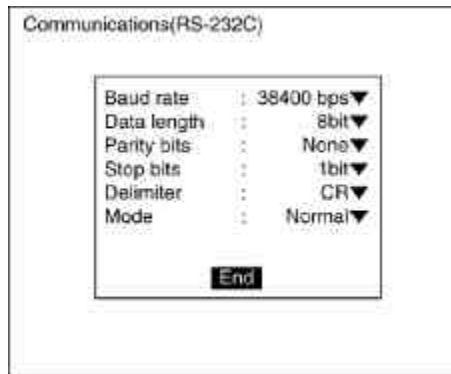 Communications(RS-232C)
Baud rate : 38400 bps▼
Data length : 8bit▼
Parity bits : None▼
Stop bits : 1bit▼
Delimiter : CR▼
Mode : Normal▼
End